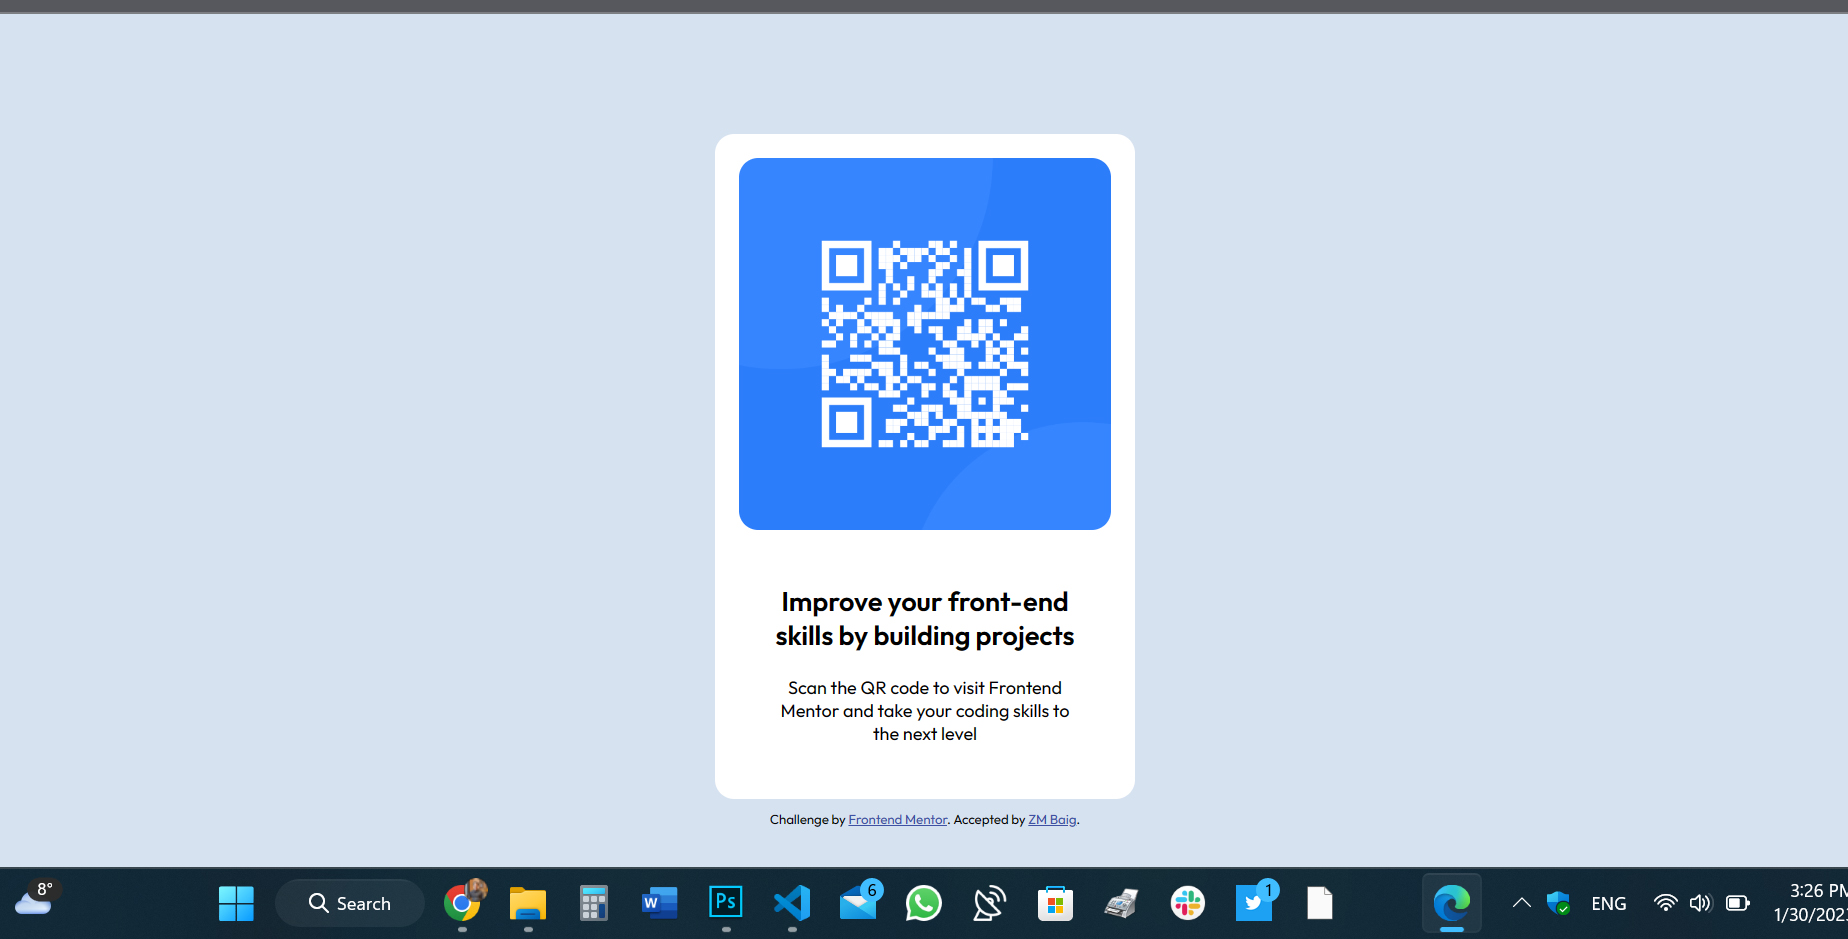 Improve your front-end
skills by building projects
Scan the QR code to visit Frontend
Mentor and take your coding skills to
the next level
Challenge by Frontend Mentor. Accepted by ZM Baig.
8°
Search
W
Ps
6
1
ENG
3:26 PM
1/30/202